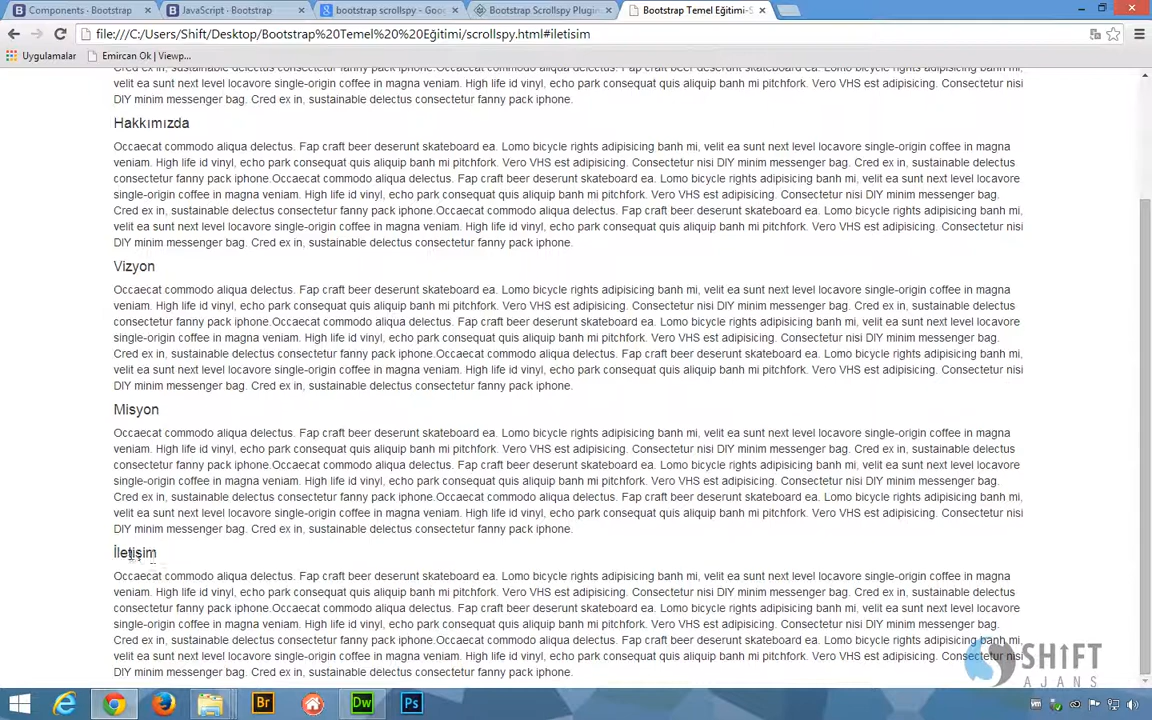 Components · Bootstrap
JavaScript · Bootstrap
bootstrap scrollspy - Goo
Bootstrap Scrollspy Plugin
Bootstrap Temel Eğitimi-S
file:///C:/Users/Shift/Desktop/Bootstrap%20Temel%20%20Eğitimi/scrollspy.html#iletisim
Uygulamalar
Emircan Ok | Viewp...
Cred ex in, sustainable delectus consectetur fanny pack iphone.Occaecat commodo aliqua delectus. Fap craft beer deserunt skateboard ea. Lomo bicycle rights adipisicing banh mi,
velit ea sunt next level locavore single-origin coffee in magna veniam. High life id vinyl, echo park consequat quis aliquip banh mi pitchfork. Vero VHS est adipisicing. Consectetur nisi
DIY minim messenger bag. Cred ex in, sustainable delectus consectetur fanny pack iphone.
Hakkımızda
Occaecat commodo aliqua delectus. Fap craft beer deserunt skateboard ea. Lomo bicycle rights adipisicing banh mi, velit ea sunt next level locavore single-origin coffee in magna
veniam. High life id vinyl, echo park consequat quis aliquip banh mi pitchfork. Vero VHS est adipisicing. Consectetur nisi DIY minim messenger bag. Cred ex in, sustainable delectus
consectetur fanny pack iphone.Occaecat commodo aliqua delectus. Fap craft beer deserunt skateboard ea. Lomo bicycle rights adipisicing banh mi, velit ea sunt next level locavore
single-origin coffee in magna veniam. High life id vinyl, echo park consequat quis aliquip banh mi pitchfork. Vero VHS est adipisicing. Consectetur nisi DIY minim messenger bag.
Cred ex in, sustainable delectus consectetur fanny pack iphone.Occaecat commodo aliqua delectus. Fap craft beer deserunt skateboard ea. Lomo bicycle rights adipisicing banh mi,
velit ea sunt next level locavore single-origin coffee in magna veniam. High life id vinyl, echo park consequat quis aliquip banh mi pitchfork. Vero VHS est adipisicing. Consectetur nisi
DIY minim messenger bag. Cred ex in, sustainable delectus consectetur fanny pack iphone.
Vizyon
Occaecat commodo aliqua delectus. Fap craft beer deserunt skateboard ea. Lomo bicycle rights adipisicing banh mi, velit ea sunt next level locavore single-origin coffee in magna
veniam. High life id vinyl, echo park consequat quis aliquip banh mi pitchfork. Vero VHS est adipisicing. Consectetur nisi DIY minim messenger bag. Cred ex in, sustainable delectus
consectetur fanny pack iphone.Occaecat commodo aliqua delectus. Fap craft beer deserunt skateboard ea. Lomo bicycle rights adipisicing banh mi, velit ea sunt next level locavore
single-origin coffee in magna veniam. High life id vinyl, echo park consequat quis aliquip banh mi pitchfork. Vero VHS est adipisicing. Consectetur nisi DIY minim messenger bag.
Cred ex in, sustainable delectus consectetur fanny pack iphone.Occaecat commodo aliqua delectus. Fap craft beer deserunt skateboard ea. Lomo bicycle rights adipisicing banh mi,
velit ea sunt next level locavore single-origin coffee in magna veniam. High life id vinyl, echo park consequat quis aliquip banh mi pitchfork. Vero VHS est adipisicing. Consectetur nisi
DIY minim messenger bag. Cred ex in, sustainable delectus consectetur fanny pack iphone.
Misyon
Occaecat commodo aliqua delectus. Fap craft beer deserunt skateboard ea. Lomo bicycle rights adipisicing banh mi, velit ea sunt next level locavore single-origin coffee in magna
veniam. High life id vinyl, echo park consequat quis aliquip banh mi pitchfork. Vero VHS est adipisicing. Consectetur nisi DIY minim messenger bag. Cred ex in, sustainable delectus
consectetur fanny pack iphone.Occaecat commodo aliqua delectus. Fap craft beer deserunt skateboard ea. Lomo bicycle rights adipisicing banh mi, velit ea sunt next level locavore
single-origin coffee in magna veniam. High life id vinyl, echo park consequat quis aliquip banh mi pitchfork. Vero VHS est adipisicing. Consectetur nisi DIY minim messenger bag.
Cred ex in, sustainable delectus consectetur fanny pack iphone.Occaecat commodo aliqua delectus. Fap craft beer deserunt skateboard ea. Lomo bicycle rights adipisicing banh mi,
velit ea sunt next level locavore single-origin coffee in magna veniam. High life id vinyl, echo park consequat quis aliquip banh mi pitchfork. Vero VHS est adipisicing. Consectetur nisi
DIY minim messenger bag. Cred ex in, sustainable delectus consectetur fanny pack iphone.
İletişim
Occaecat commodo aliqua delectus. Fap craft beer deserunt skateboard ea. Lomo bicycle rights adipisicing banh mi, velit ea sunt next level locavore single-origin coffee in magna
veniam. High life id vinyl, echo park consequat quis aliquip banh mi pitchfork. Vero VHS est adipisicing. Consectetur nisi DIY minim messenger bag. Cred ex in, sustainable delectus
consectetur fanny pack iphone.Occaecat commodo aliqua delectus. Fap craft beer deserunt skateboard ea. Lomo bicycle rights adipisicing banh mi, velit ea sunt next level locavore
single-origin coffee in magna veniam. High life id vinyl, echo park consequat quis aliquip banh mi pitchfork. Vero VHS est adipisicing. Consectetur nisi DIY minim messenger bag.
Cred ex in, sustainable delectus consectetur fanny pack iphone.Occaecat commodo aliqua delectus. Fap craft beer deserunt skateboard ea. Lomo bicycle rights adipisicing banh mi,
velit ea sunt next level locavore single-origin coffee in magna veniam. High life id vinyl, echo park consequat quis aliquip banh mi pitchfork. Vero VHS est adipisicing. Consectetur nisi
DIY minim messenger bag. Cred ex in, sustainable delectus consectetur fanny pack iphone.
SHIFT
AJANS
Br
Dw
Ps